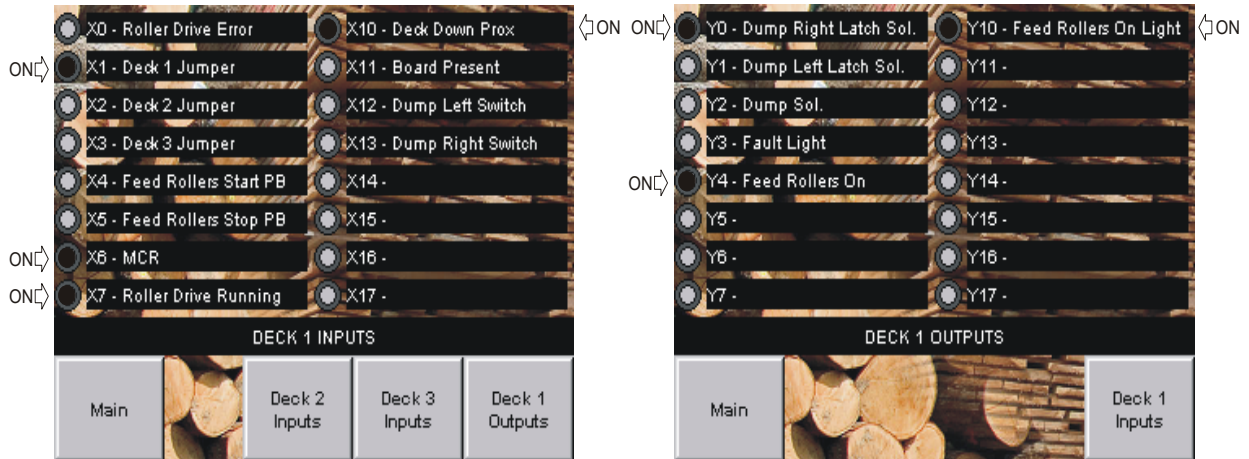 X0 - Roller Drive Error
ON X1 - Deck 1 Jumper
X2 - Deck 2 Jumper
X3 - Deck 3 Jumper
X4 - Feed Rollers Start PB
X5 - Feed Rollers Stop PB
ON X6 - MCR
ON X7 - Roller Drive Running
X10 - Deck Down Prox ON
X11 - Board Present
X12 - Dump Left Switch
X13 - Dump Right Switch
X14 -
X15 -
X16 -
X17 -
DECK 1 INPUTS
Main
Deck 2
Inputs
Deck 3
Inputs
Deck 1
Outputs
ON Y0 - Dump Right Latch Sol.
Y1 - Dump Left Latch Sol.
Y2 - Dump Sol.
Y3 - Fault Light
ON Y4 - Feed Rollers On
Y5 -
Y6 -
Y7 -
Y10 - Feed Rollers On Light ON
Y11 -
Y12 -
Y13 -
Y14 -
Y15 -
Y16 -
Y17 -
DECK 1 OUTPUTS
Main
Deck 1
Inputs